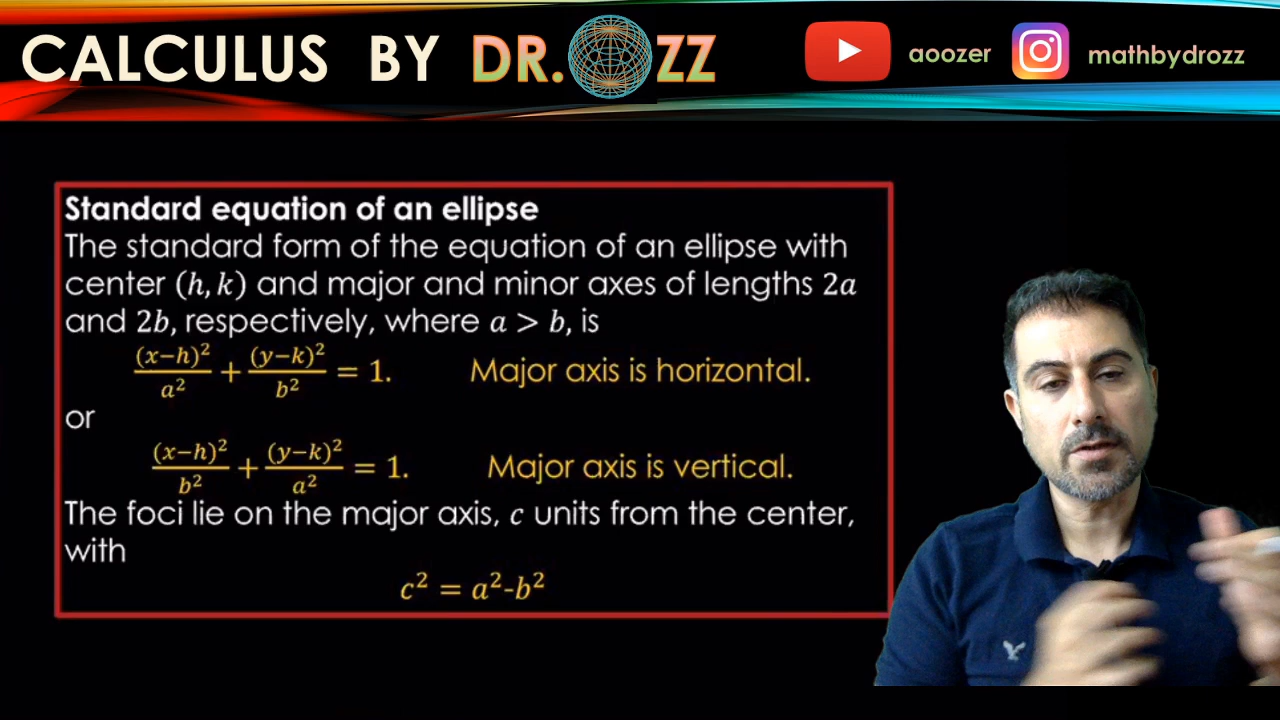 CALCULUS BY DR. ZZ
aoozer
mathbydrozz
Standard equation of an ellipse
The standard form of the equation of an ellipse with
center (h, k) and major and minor axes of lengths 2a
and 2b, respectively, where a > b, is
(x−h)²/a² + (y−k)²/b² = 1. Major axis is horizontal.
or
(x−h)²/b² + (y−k)²/a² = 1. Major axis is vertical.
The foci lie on the major axis, c units from the center,
with
c² = a²-b²